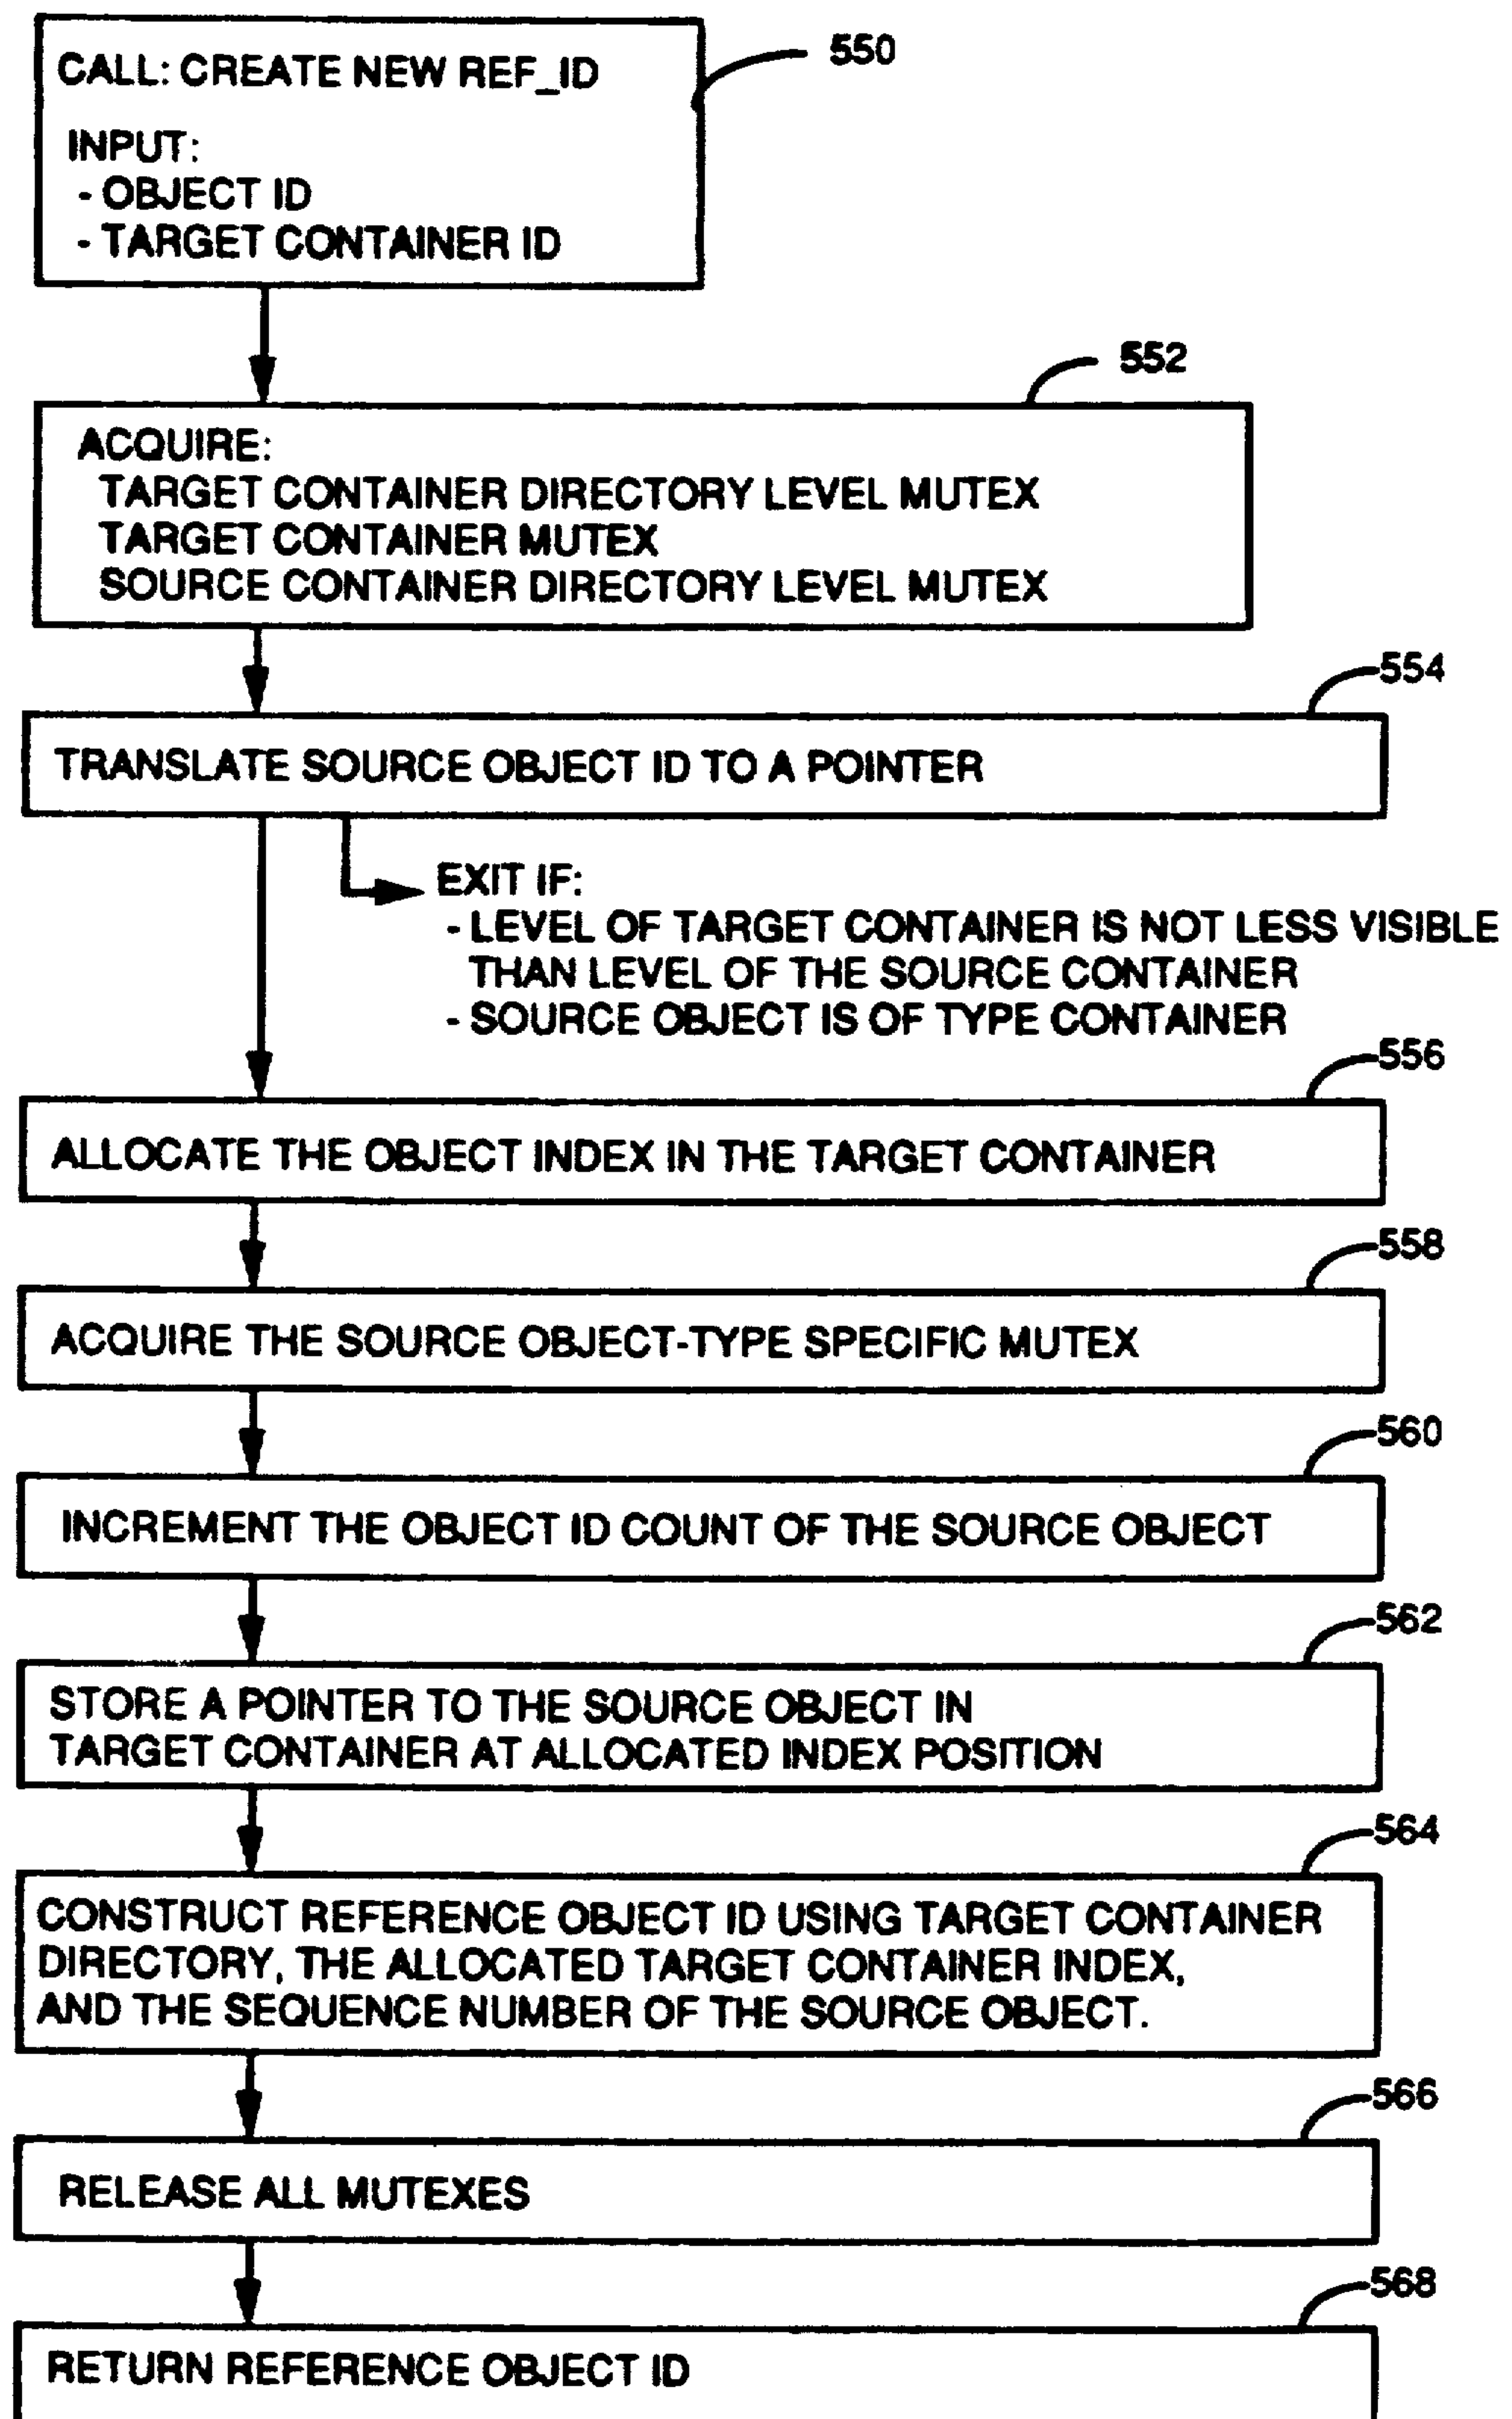 550
CALL: CREATE NEW REF_ID
INPUT:
- OBJECT ID
- TARGET CONTAINER ID
552
ACQUIRE:
TARGET CONTAINER DIRECTORY LEVEL MUTEX
TARGET CONTAINER MUTEX
SOURCE CONTAINER DIRECTORY LEVEL MUTEX
554
TRANSLATE SOURCE OBJECT ID TO A POINTER
EXIT IF:
- LEVEL OF TARGET CONTAINER IS NOT LESS VISIBLE
THAN LEVEL OF THE SOURCE CONTAINER
- SOURCE OBJECT IS OF TYPE CONTAINER
556
ALLOCATE THE OBJECT INDEX IN THE TARGET CONTAINER
558
ACQUIRE THE SOURCE OBJECT-TYPE SPECIFIC MUTEX
560
INCREMENT THE OBJECT ID COUNT OF THE SOURCE OBJECT
562
STORE A POINTER TO THE SOURCE OBJECT IN
TARGET CONTAINER AT ALLOCATED INDEX POSITION
564
CONSTRUCT REFERENCE OBJECT ID USING TARGET CONTAINER
DIRECTORY, THE ALLOCATED TARGET CONTAINER INDEX,
AND THE SEQUENCE NUMBER OF THE SOURCE OBJECT.
566
RELEASE ALL MUTEXES
568
RETURN REFERENCE OBJECT ID